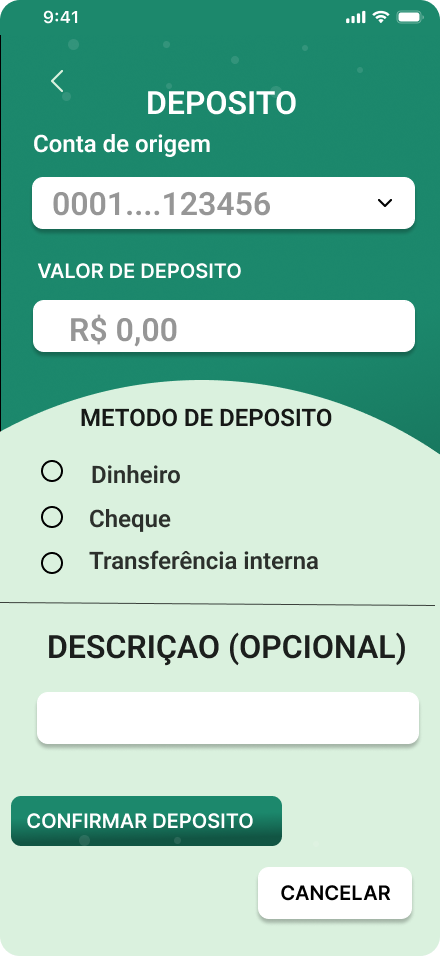 9:41
DEPOSITO
Conta de origem
0001....123456
VALOR DE DEPOSITO
R$ 0,00
METODO DE DEPOSITO
Dinheiro
Cheque
Transferência interna
DESCRIÇAO (OPCIONAL)
CONFIRMAR DEPOSITO
CANCELAR